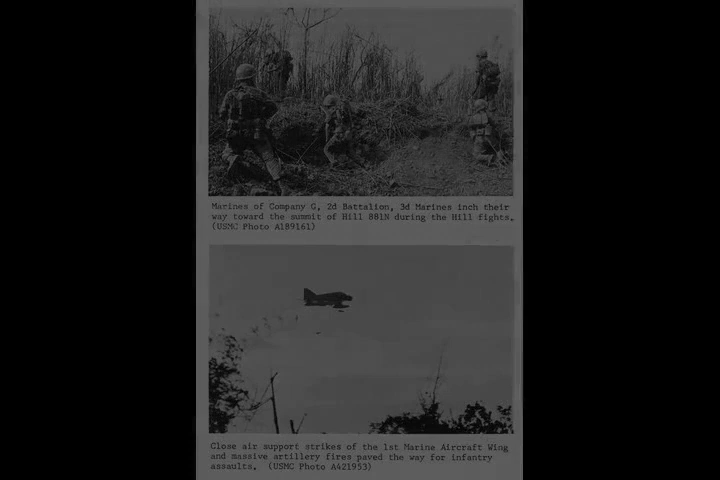 Marines of Company G, 2d Battalion, 3d Marines inch their
way toward the summit of Hill 881N during the Hill fights.
(USMC Photo A189161)
Close air support strikes of the 1st Marine Aircraft Wing
and massive artillery fires paved the way for infantry
assaults. (USMC Photo A421953)